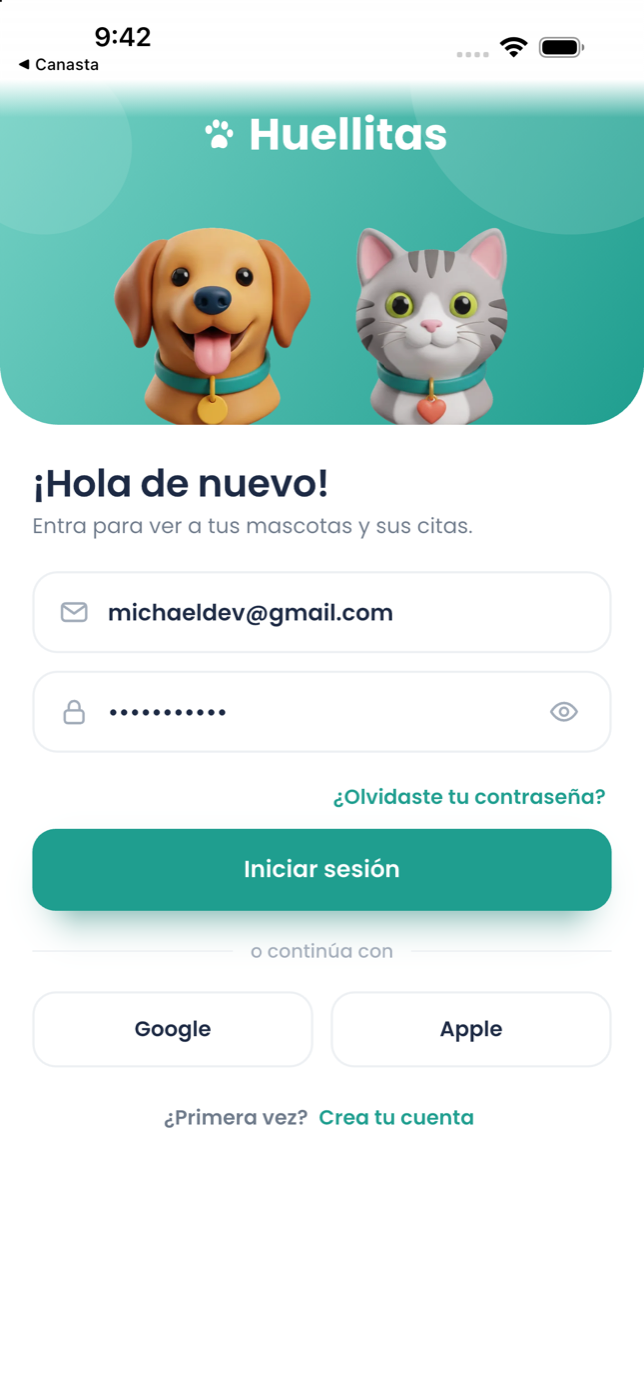 9:42
◀ Canasta
Huellitas
¡Hola de nuevo!
Entra para ver a tus mascotas y sus citas.
michaeldev@gmail.com
•••••••••••
¿Olvidaste tu contraseña?
Iniciar sesión
o continúa con
Google
Apple
¿Primera vez? Crea tu cuenta